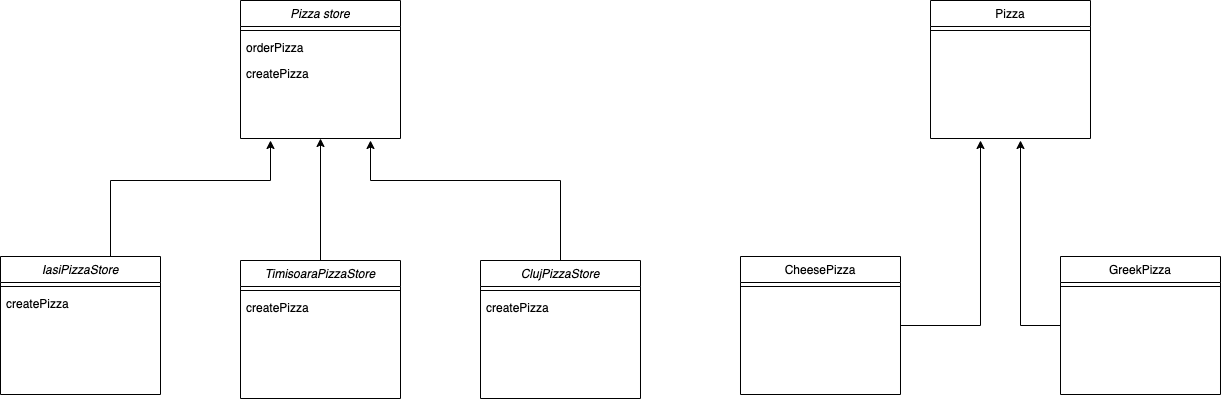 Pizza store
orderPizza
createPizza
Pizza
IasiPizzaStore
createPizza
TimisoaraPizzaStore
createPizza
ClujPizzaStore
createPizza
CheesePizza
GreekPizza